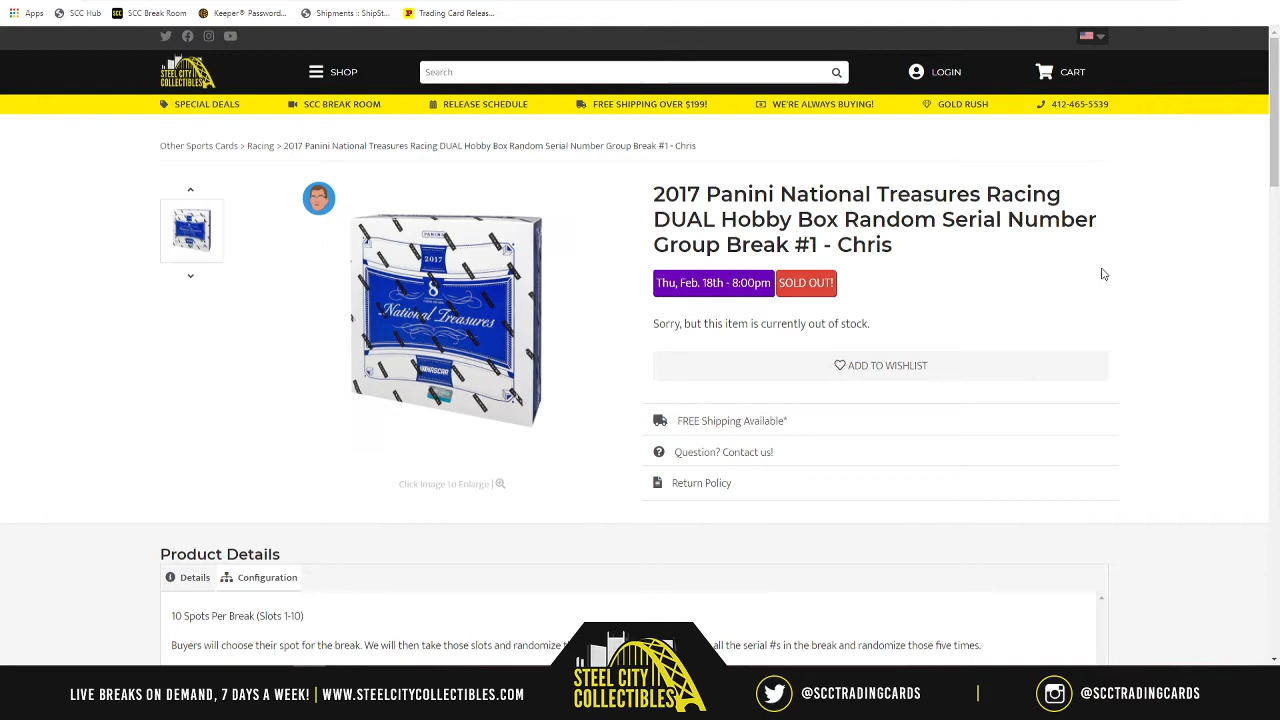 Apps SCC Hub SCC Break Room Keeper® Password... Shipments :: ShipSt... Trading Card Releas...
STEEL CITY
COLLECTIBLES
SHOP
Search
LOGIN
CART
SPECIAL DEALS SCC BREAK ROOM RELEASE SCHEDULE FREE SHIPPING OVER $199! WE'RE ALWAYS BUYING! GOLD RUSH 412-465-5539
Other Sports Cards > Racing > 2017 Panini National Treasures Racing DUAL Hobby Box Random Serial Number Group Break #1 - Chris
PANINI
2017
8
National Treasures
NASCAR
Click Image to Enlarge |
2017 Panini National Treasures Racing
DUAL Hobby Box Random Serial Number
Group Break #1 - Chris
Thu, Feb. 18th - 8:00pm SOLD OUT!
Sorry, but this item is currently out of stock.
ADD TO WISHLIST
FREE Shipping Available*
Question? Contact us!
Return Policy
Product Details
Details Configuration
10 Spots Per Break (Slots 1-10)
Buyers will choose their spot for the break. We will then take those slots and randomize all the serial #s in the break and randomize those five times.
STEEL CITY
COLLECTIBLES
LIVE BREAKS ON DEMAND, 7 DAYS A WEEK! | WWW.STEELCITYCOLLECTIBLES.COM
@SCCTRADINGCARDS | @SCCTRADINGCARDS